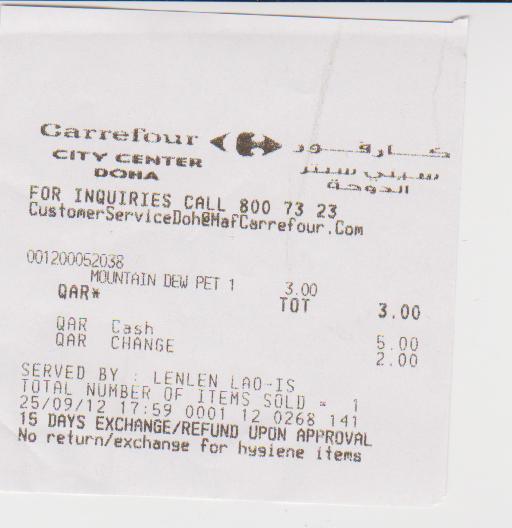 Carrefour كارفور
CITY CENTER سيتي سنتر
DOHA الدوحة
FOR INQUIRIES CALL 800 73 23
CustomerServiceDoh@MafCarrefour.Com
001200052038
MOUNTAIN DEW PET 1 3.00
QAR* TOT 3.00
QAR Cash 5.00
QAR CHANGE 2.00
SERVED BY : LENLEN LAO-IS
TOTAL NUMBER OF ITEMS SOLD = 1
25/09/12 17:59 0001 12 0268 141
15 DAYS EXCHANGE/REFUND UPON APPROVAL
No return/exchange for hygiene items